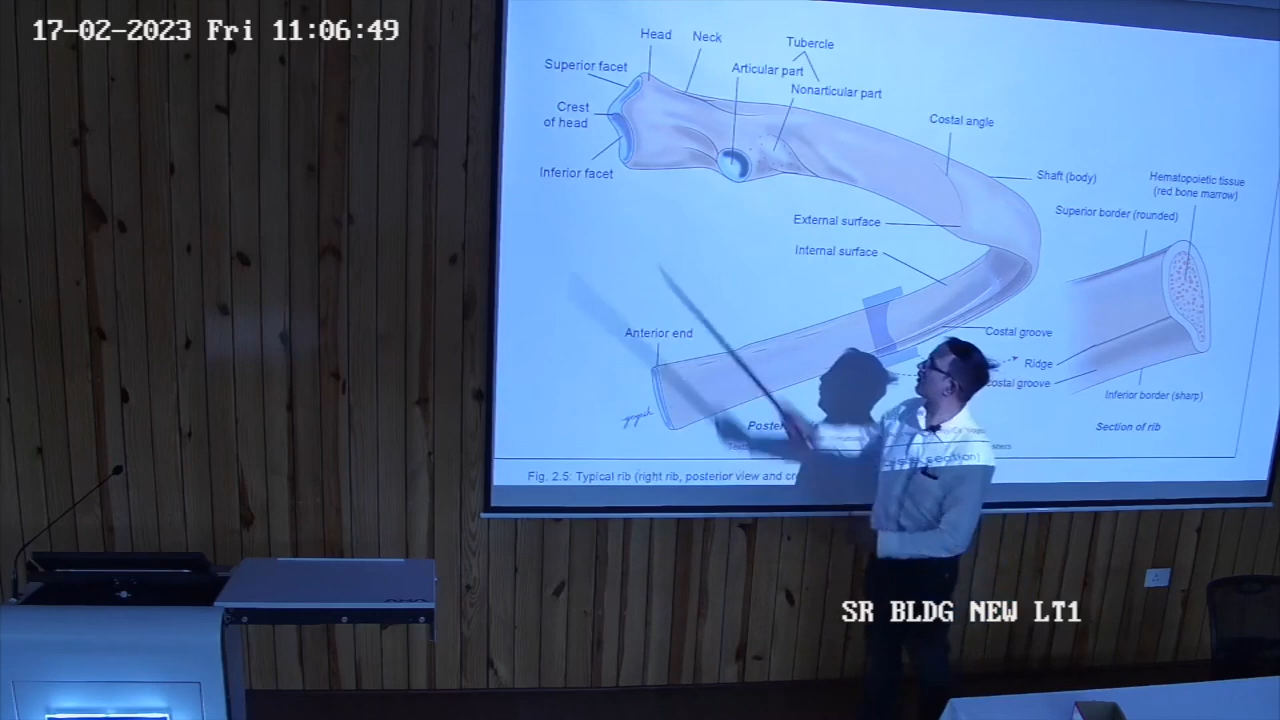 17-02-2023 Fri 11:06:49
Head
Neck
Tubercle
Superior facet
Articular part
Nonarticular part
Crest
of head
Costal angle
Inferior facet
Shaft (body)
Hematopoietic tissue
(red bone marrow)
Superior border (rounded)
External surface
Internal surface
Anterior end
Costal groove
Ridge
costal groove
Inferior border (sharp)
Section of rib
section)
Fig. 2.5: Typical rib (right rib, posterior view and
SR BLDG NEW LT1